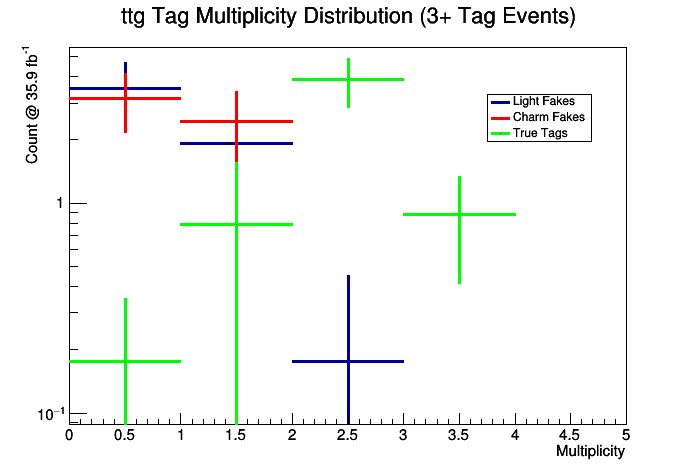 ttg Tag Multiplicity Distribution (3+ Tag Events)
Count @ 35.9 fb⁻¹
Light Fakes
Charm Fakes
True Tags
1
10⁻¹
0 0.5 1 1.5 2 2.5 3 3.5 4 4.5 5
Multiplicity